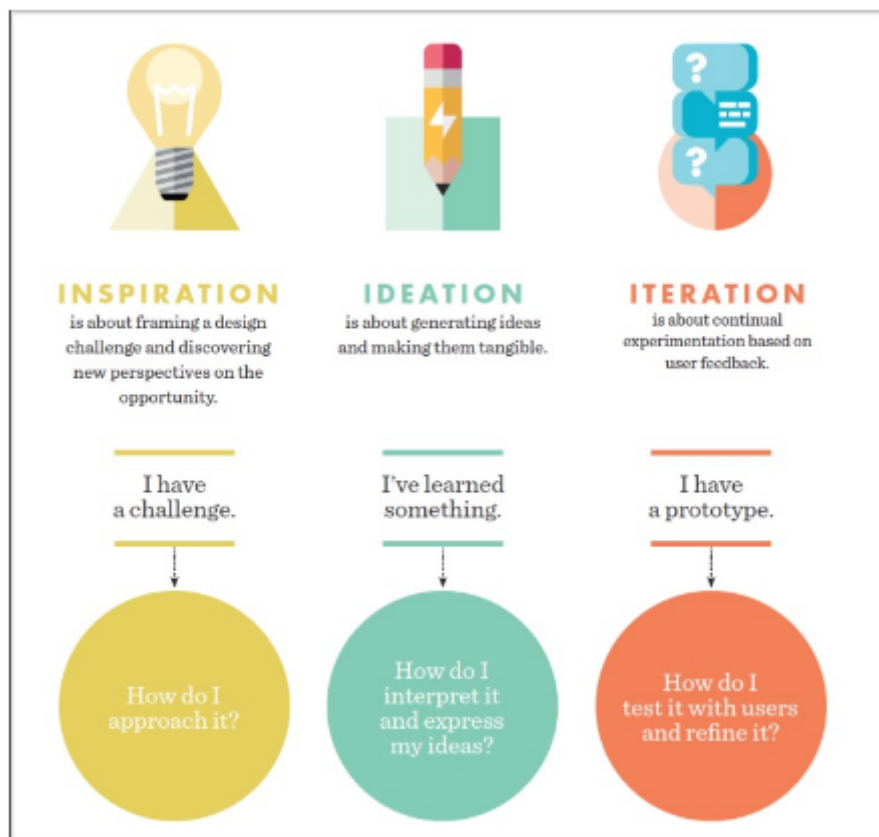 ?
?
INSPIRATION
is about framing a design
challenge and discovering
new perspectives on the
opportunity.
I have
a challenge.
How do I
approach it?
IDEATION
is about generating ideas
and making them tangible.
I've learned
something.
How do I
interpret it
and express
my ideas?
ITERATION
is about continual
experimentation based on
user feedback.
I have
a prototype.
How do I
test it with users
and refine it?